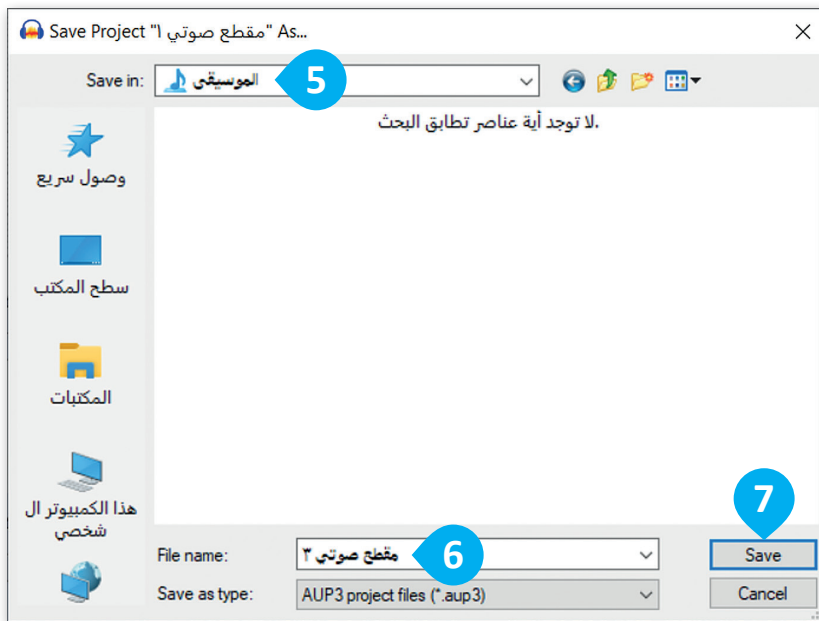 Save Project "مقطع صوتي ١" As...
Save in: الموسيقى 5
لا توجد أية عناصر تطابق البحث.
وصول سريع
سطح المكتب
المكتبات
هذا الكمبيوتر ال
شخصي
7
File name: مقطع صوتي ٣ 6 Save
Save as type: AUP3 project files (*.aup3) Cancel